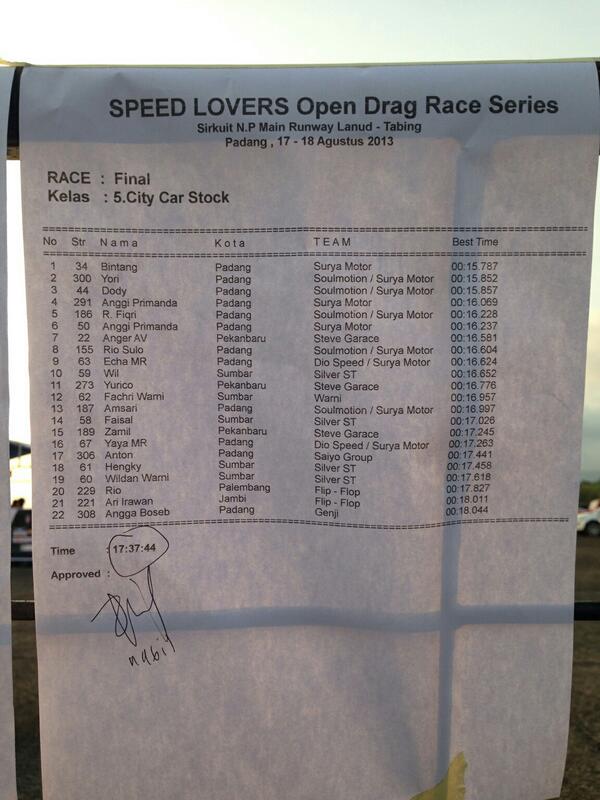 SPEED LOVERS Open Drag Race Series
Sirkuit N.P Main Runway Lanud - Tabing
Padang , 17 - 18 Agustus 2013
RACE : Final
Kelas : 5.City Car Stock
No Str Nama Kota TEAM Best Time
1 34 Bintang Padang Surya Motor 00:15.787
2 300 Yori Padang Soulmotion / Surya Motor 00:15.852
3 44 Dody Padang Soulmotion / Surya Motor 00:15.857
4 291 Anggi Primanda Padang Surya Motor 00:16.069
5 186 R. Fiqri Padang Soulmotion / Surya Motor 00:16.228
6 50 Anggi Primanda Padang Surya Motor 00:16.237
7 22 Anger AV Pekanbaru Steve Garace 00:16.581
8 155 Rio Sulo Padang Soulmotion / Surya Motor 00:16.604
9 63 Echa MR Padang Dio Speed / Surya Motor 00:16.624
10 59 Wil Sumbar Silver ST 00:16.652
11 273 Yurico Pekanbaru Steve Garace 00:16.776
12 62 Fachri Warni Sumbar Warni 00:16.957
13 187 Amsari Padang Soulmotion / Surya Motor 00:16.997
14 58 Faisal Sumbar Silver ST 00:17.026
15 189 Zamil Pekanbaru Steve Garace 00:17.245
16 67 Yaya MR Padang Dio Speed / Surya Motor 00:17.263
17 306 Anton Padang Saiyo Group 00:17.441
18 61 Hengky Sumbar Silver ST 00:17.458
19 60 Wildan Warni Sumbar Silver ST 00:17.618
20 229 Rio Palembang Flip - Flop 00:17.827
21 221 Ari Irawan Jambi Flip - Flop 00:18.011
22 308 Angga Boseb Padang Genji 00:18.044
Time : 17:37:44
Approved :